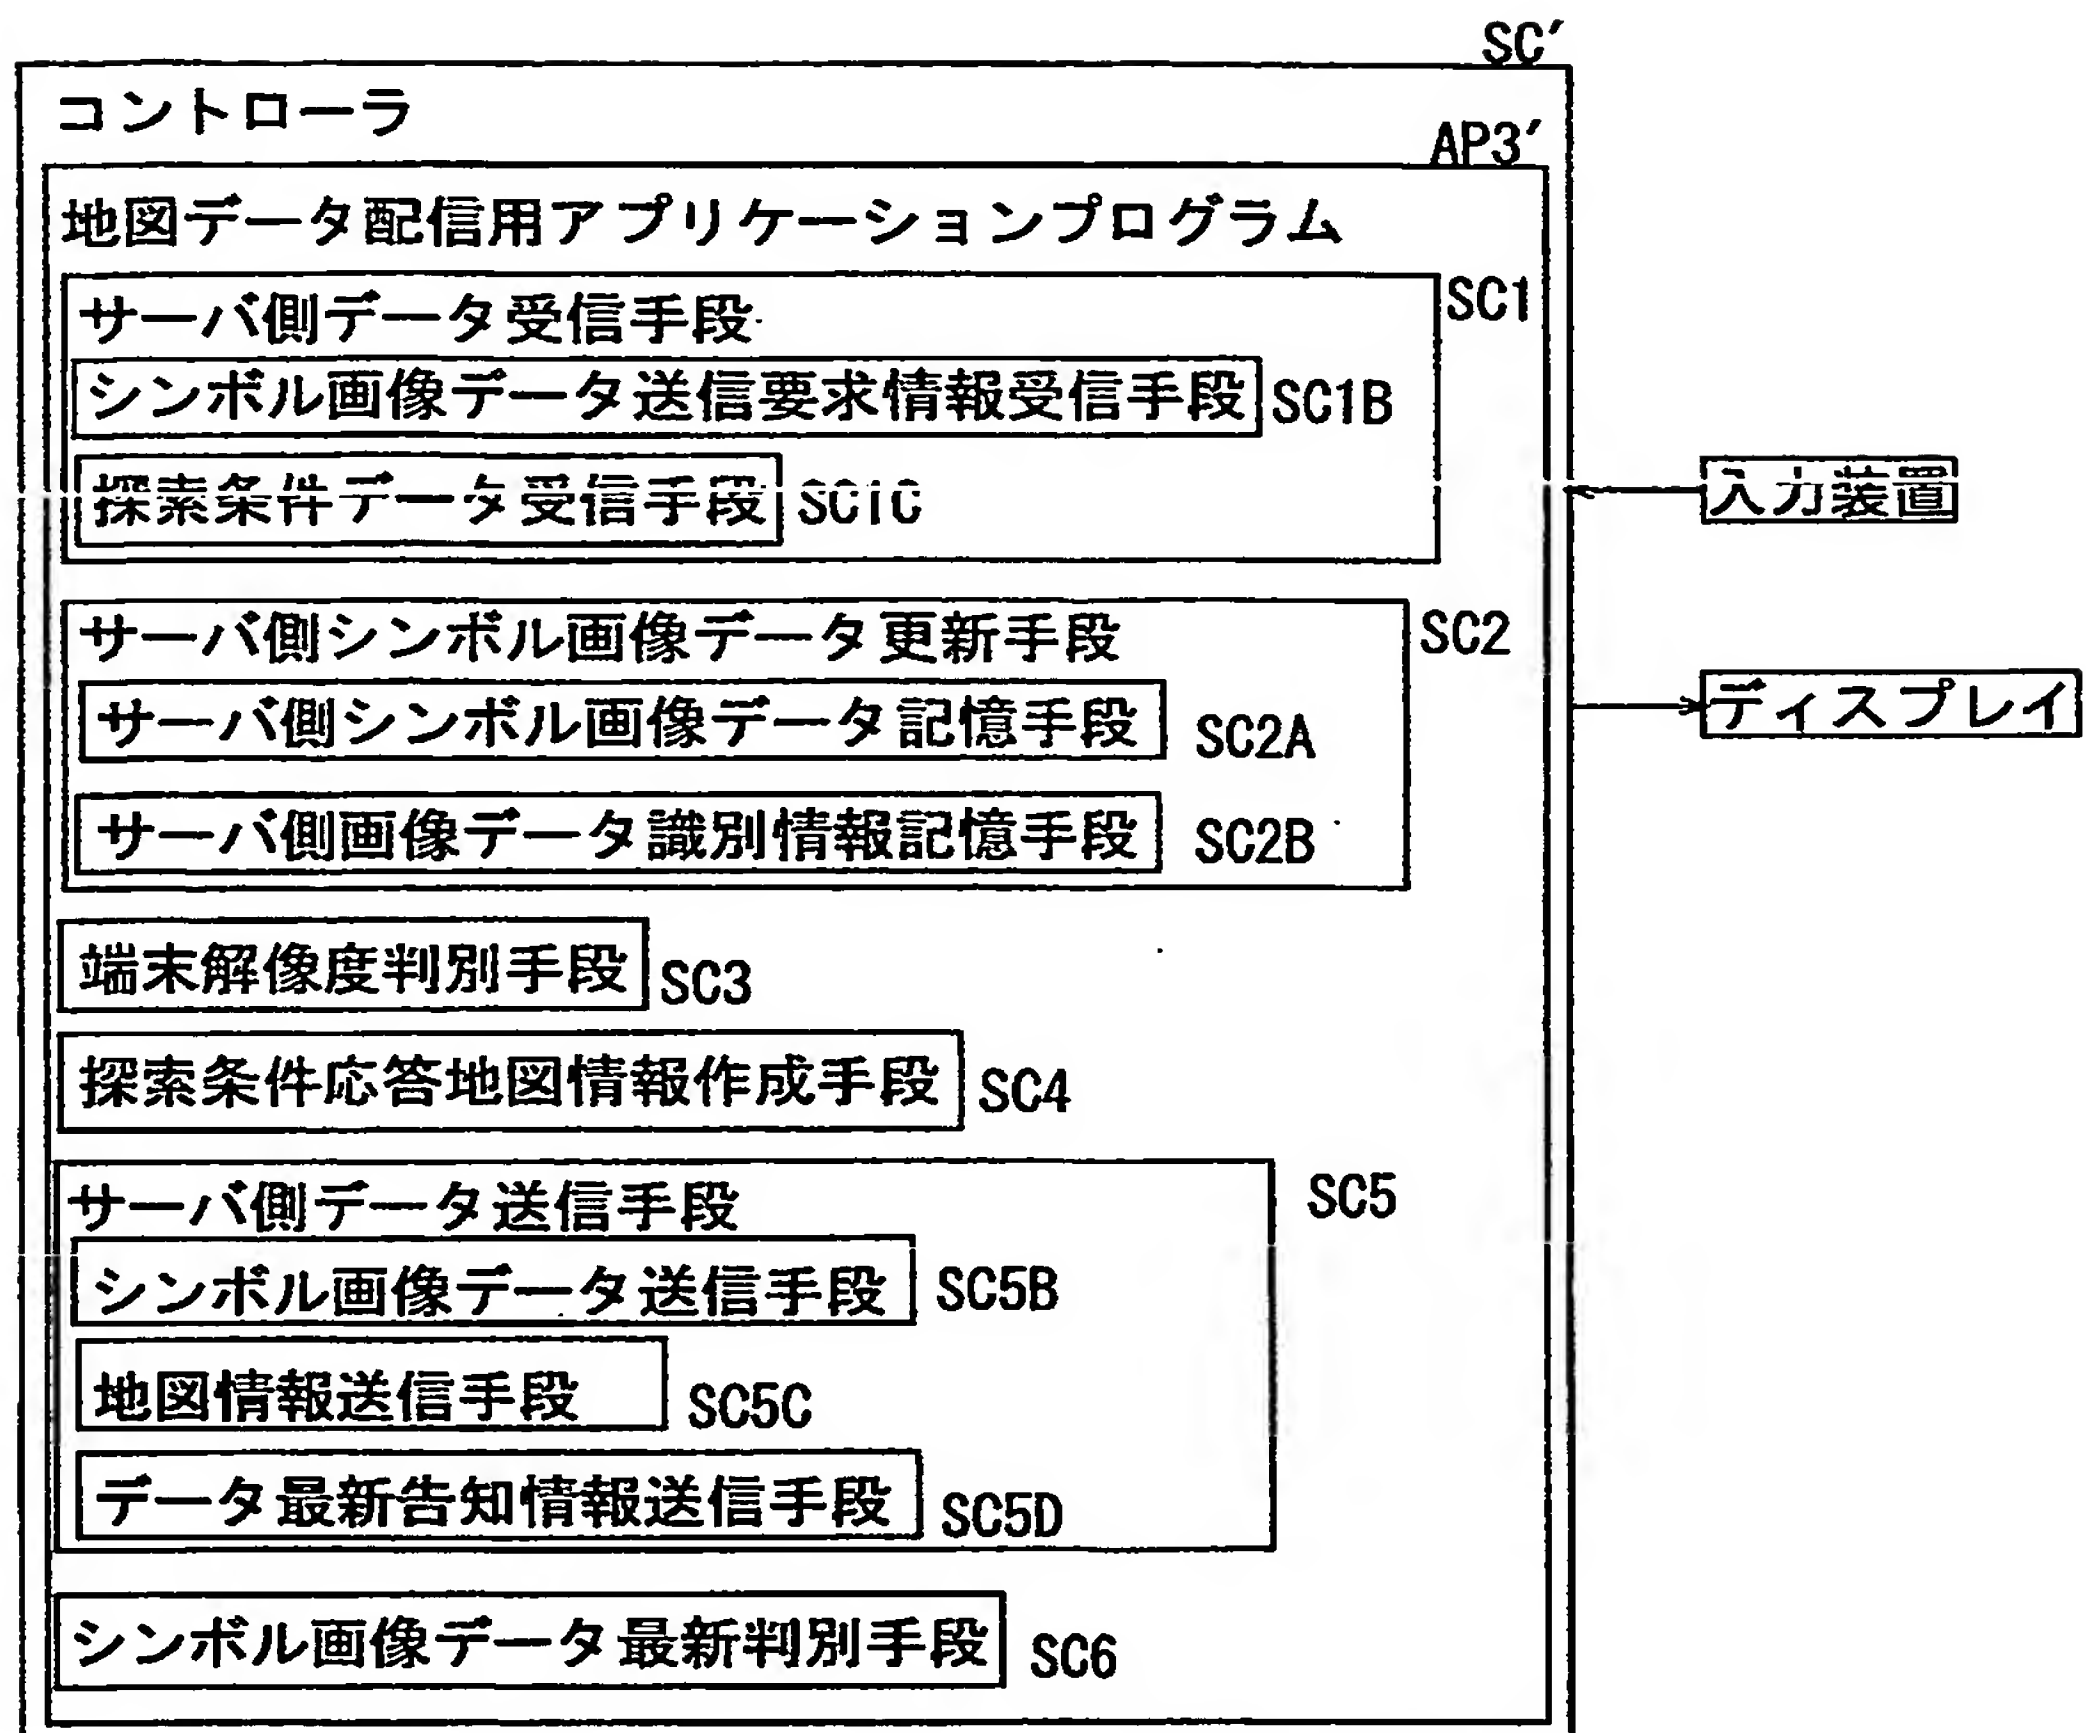 SC′
コントローラ
AP3′
地図データ配信用アプリケーションプログラム
サーバ側データ受信手段 SC1
シンボル画像データ送信要求情報受信手段 SC1B
探索条件データ受信手段 SC1C
入力装置
サーバ側シンボル画像データ更新手段 SC2
サーバ側シンボル画像データ記憶手段 SC2A
ディスプレイ
サーバ側画像データ識別情報記憶手段 SC2B
端末解像度判別手段 SC3
探索条件応答地図情報作成手段 SC4
サーバ側データ送信手段 SC5
シンボル画像データ送信手段 SC5B
地図情報送信手段 SC5C
データ最新告知情報送信手段 SC5D
シンボル画像データ最新判別手段 SC6